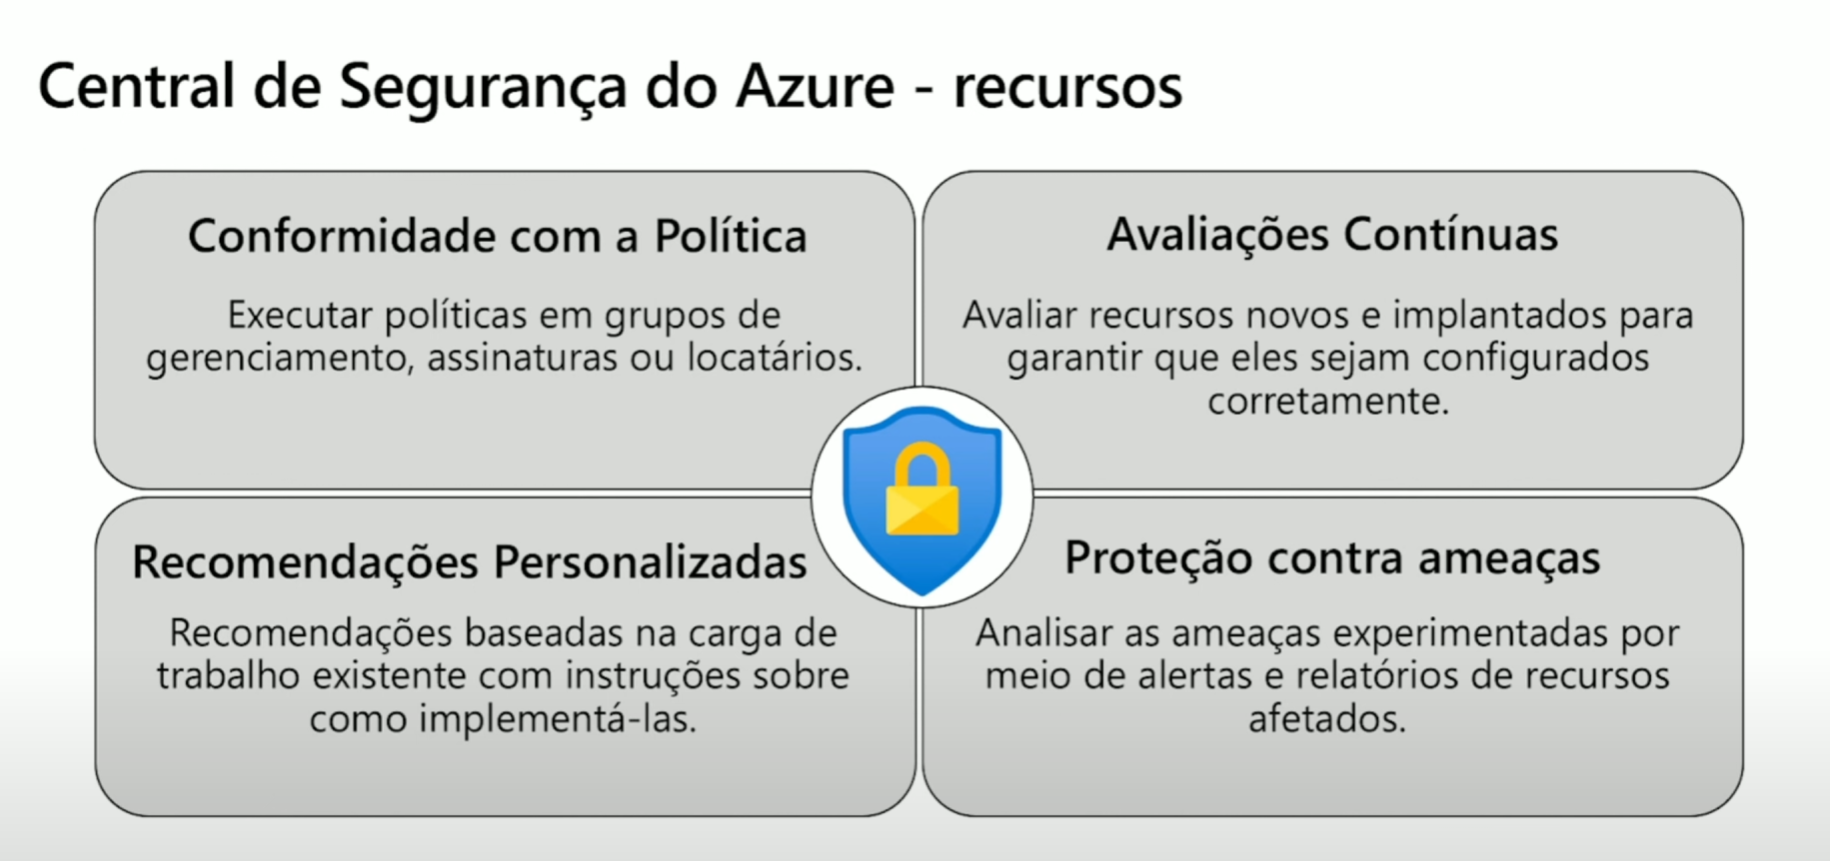 Central de Segurança do Azure - recursos
Conformidade com a Política
Executar políticas em grupos de
gerenciamento, assinaturas ou locatários.
Avaliações Contínuas
Avaliar recursos novos e implantados para
garantir que eles sejam configurados
corretamente.
Recomendações Personalizadas
Recomendações baseadas na carga de
trabalho existente com instruções sobre
como implementá-las.
Proteção contra ameaças
Analisar as ameaças experimentadas por
meio de alertas e relatórios de recursos
afetados.